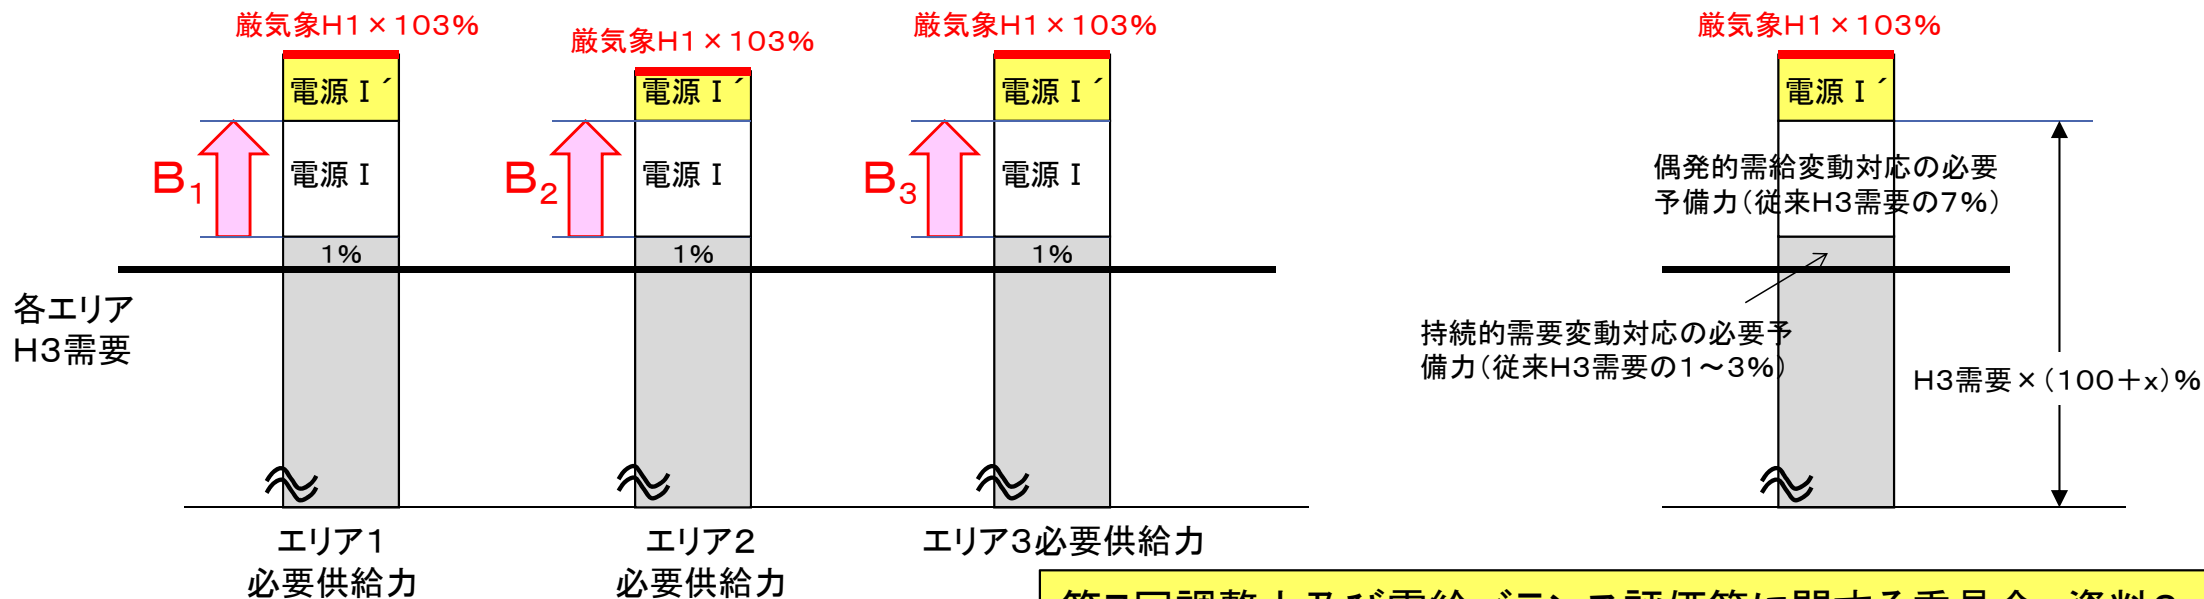 厳気象H1×103%
厳気象H1×103%
厳気象H1×103%
厳気象H1×103%
電源Ⅰ´
電源Ⅰ´
電源Ⅰ´
電源Ⅰ´
B1
電源Ⅰ
B2
電源Ⅰ
B3
電源Ⅰ
偶発的需給変動対応の必要
予備力(従来H3需要の7%)
1%
1%
1%
各エリア
H3需要
持続的需要変動対応の必要予
備力(従来H3需要の1~3%)
H3需要×(100+x)%
エリア1
必要供給力
エリア2
必要供給力
エリア3必要供給力